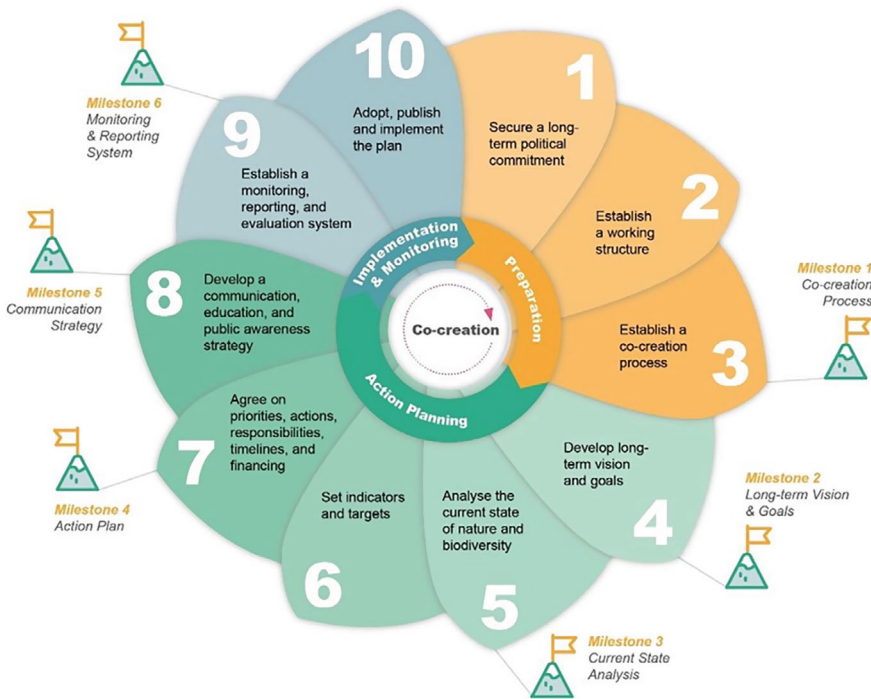 1
Secure a long-
term political
commitment
2
Establish
a working
structure
3
Establish a
co-creation
process
4
Develop long-
term vision
and goals
5
Analyse the
current state
of nature and
biodiversity
6
Set indicators
and targets
7
Agree on
priorities, actions,
responsibilities,
timelines, and
financing
8
Develop a
communication,
education, and
public awareness
strategy
9
Establish a
monitoring,
reporting, and
evaluation system
10
Adopt, publish
and implement
the plan
Preparation
Action Planning
Implementation
& Monitoring
Co-creation
Milestone 1
Co-creation
Process
Milestone 2
Long-term Vision
& Goals
Milestone 3
Current State
Analysis
Milestone 4
Action Plan
Milestone 5
Communication
Strategy
Milestone 6
Monitoring
& Reporting
System